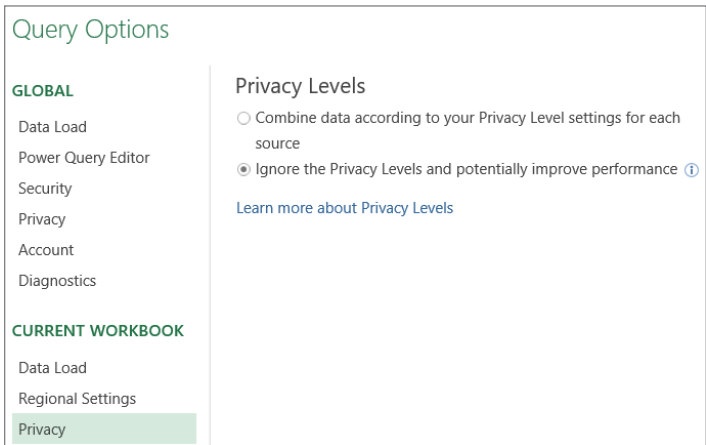 Query Options
GLOBAL
Data Load
Power Query Editor
Security
Privacy
Account
Diagnostics
CURRENT WORKBOOK
Data Load
Regional Settings
Privacy
Privacy Levels
Combine data according to your Privacy Level settings for each
source
Ignore the Privacy Levels and potentially improve performance
Learn more about Privacy Levels